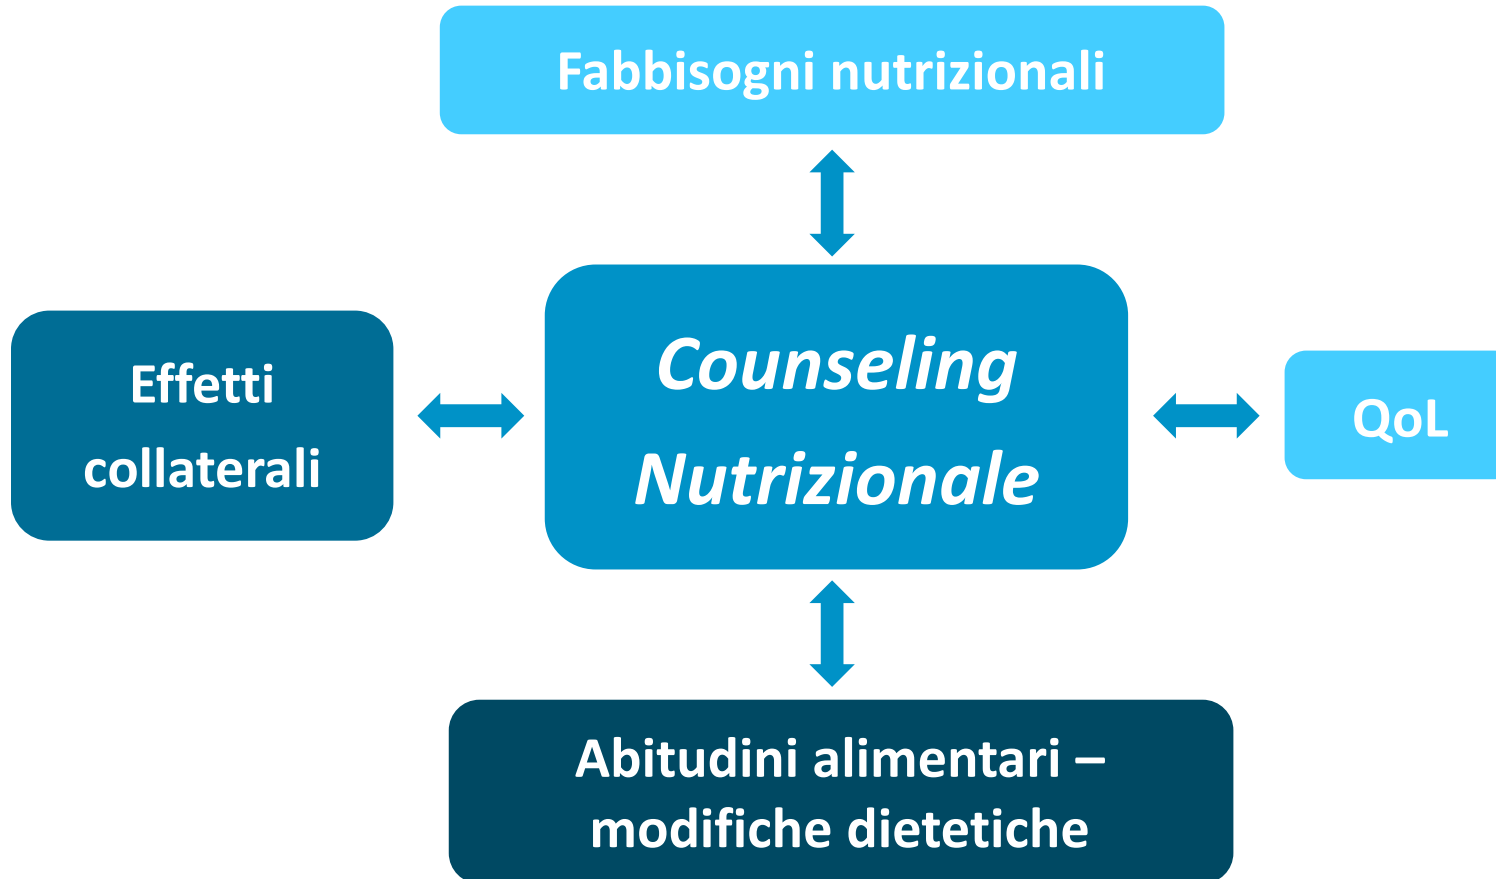 Fabbisogni nutrizionali
Effetti
collaterali
Counseling
Nutrizionale
QoL
Abitudini alimentari –
modifiche dietetiche